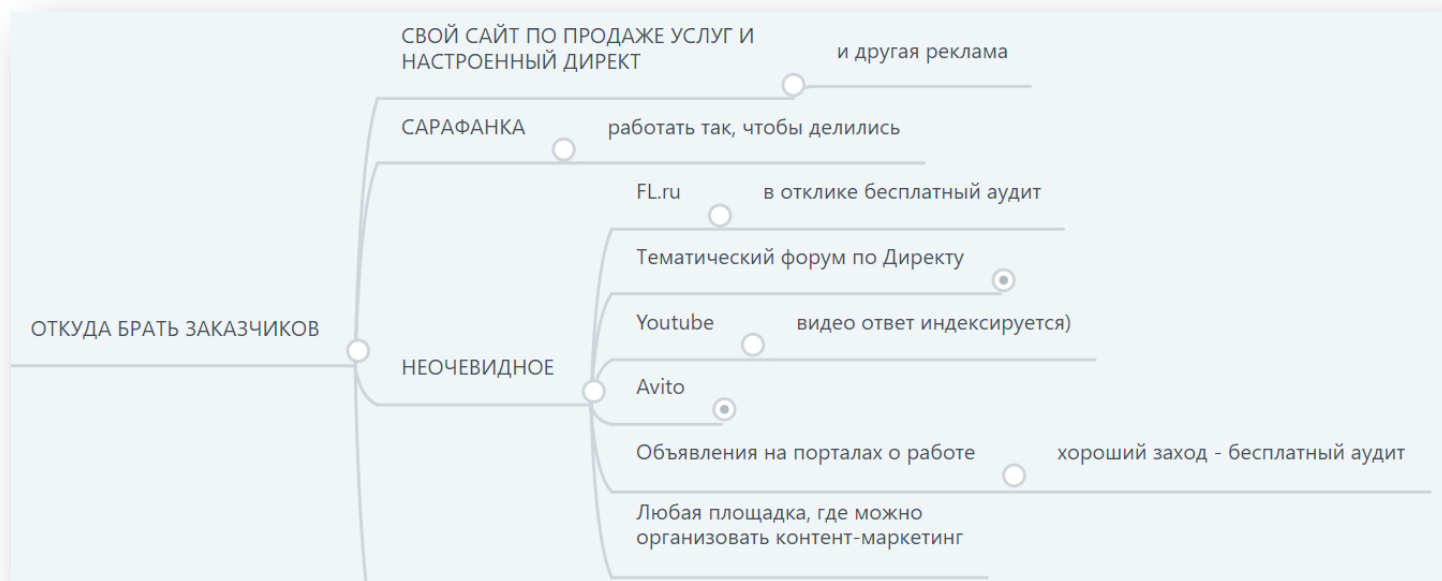 СВОЙ САЙТ ПО ПРОДАЖЕ УСЛУГ И
НАСТРОЕННЫЙ ДИРЕКТ
и другая реклама
САРАФАНКА
работать так, чтобы делились
FL.ru
в отклике бесплатный аудит
Тематический форум по Директу
ОТКУДА БРАТЬ ЗАКАЗЧИКОВ
Youtube
видео ответ индексируется)
НЕОЧЕВИДНОЕ
Avito
Объявления на порталах о работе
хороший заход - бесплатный аудит
Любая площадка, где можно
организовать контент-маркетинг